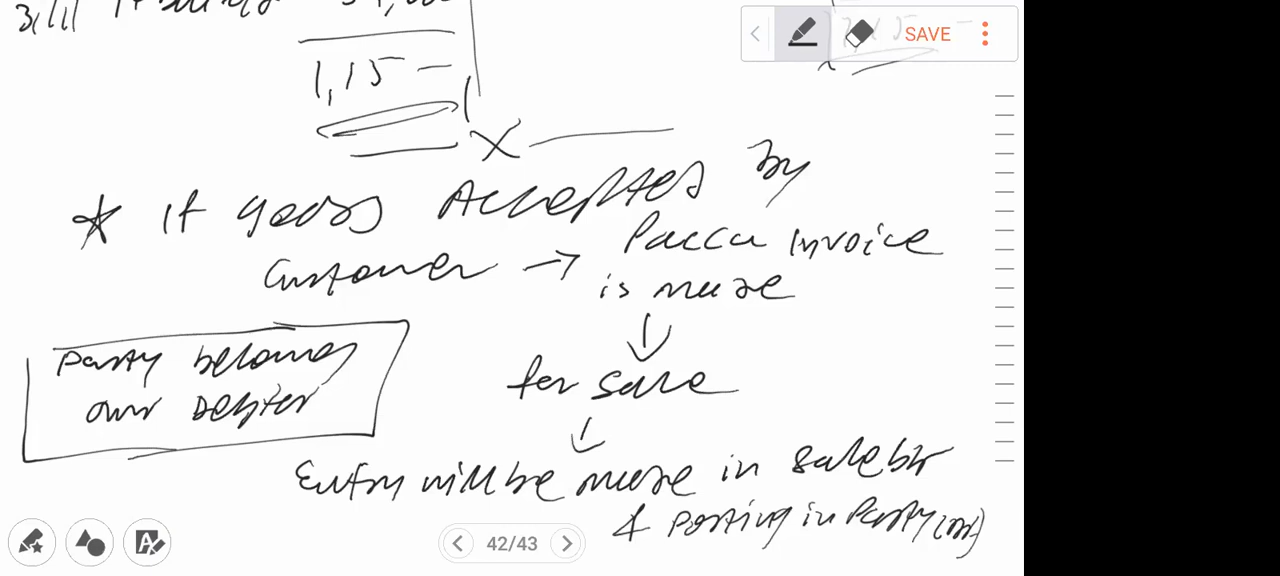 SAVE
1,15 -
X
* If goods Accepted by
Customer → Pacca Invoice
is made
for sale
Party becomes
our Debtor
Entry will be made in sale bk
& posting in Party
42/43